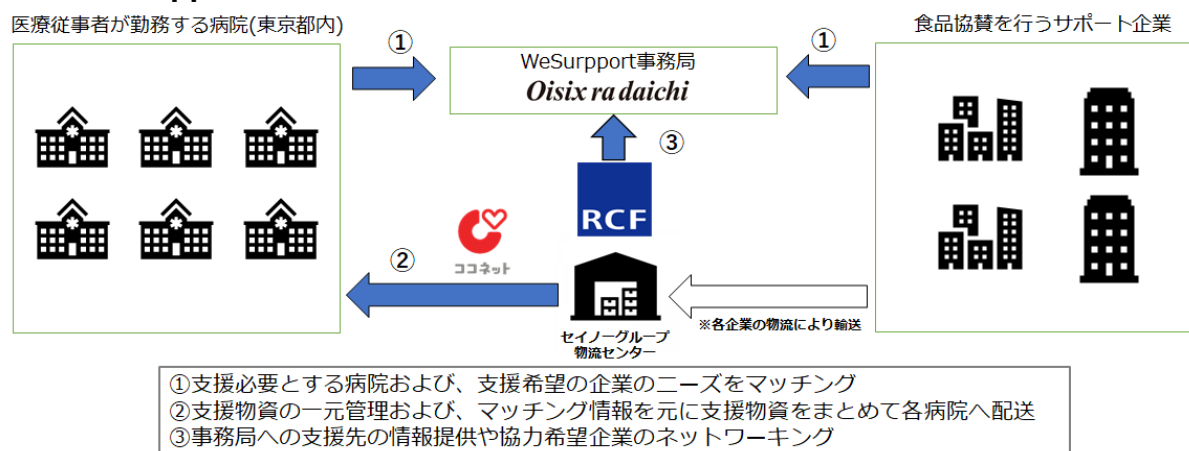 医療従事者が勤務する病院(東京都内)
食品協賛を行うサポート企業
①
①
WeSurpport事務局
Oisix ra daichi
③
RCF
ココネット
②
※各企業の物流により輸送
セイノーグループ
物流センター
①支援必要とする病院および、支援希望の企業のニーズをマッチング
②支援物資の一元管理および、マッチング情報を元に支援物資をまとめて各病院へ配送
③事務局への支援先の情報提供や協力希望企業のネットワーキング